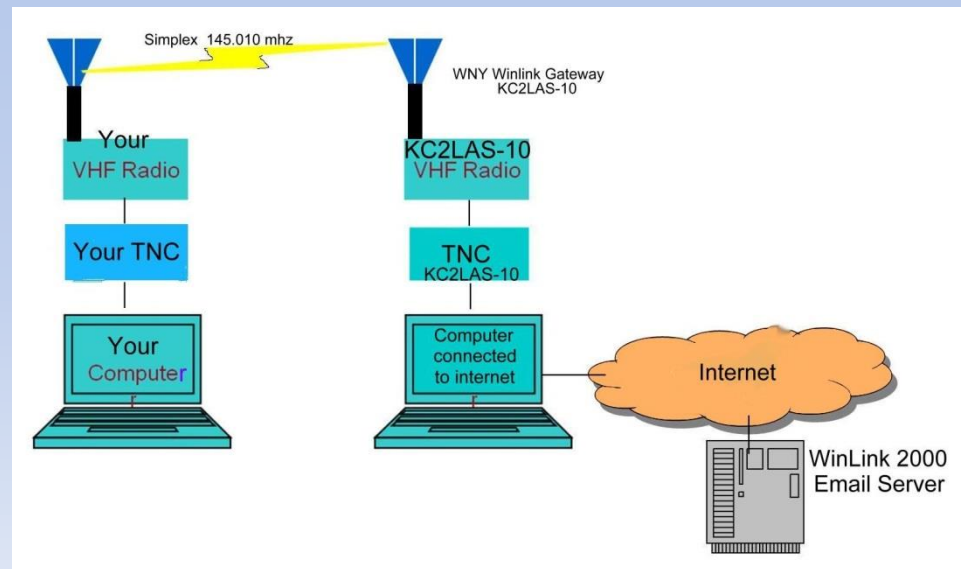 Simplex 145.010 mhz
WNY Winlink Gateway
KC2LAS-10
Your
VHF Radio
KC2LAS-10
VHF Radio
Your TNC
TNC
KC2LAS-10
Your
Computer
r
Computer
connected
to internet
r
Internet
WinLink 2000
Email Server